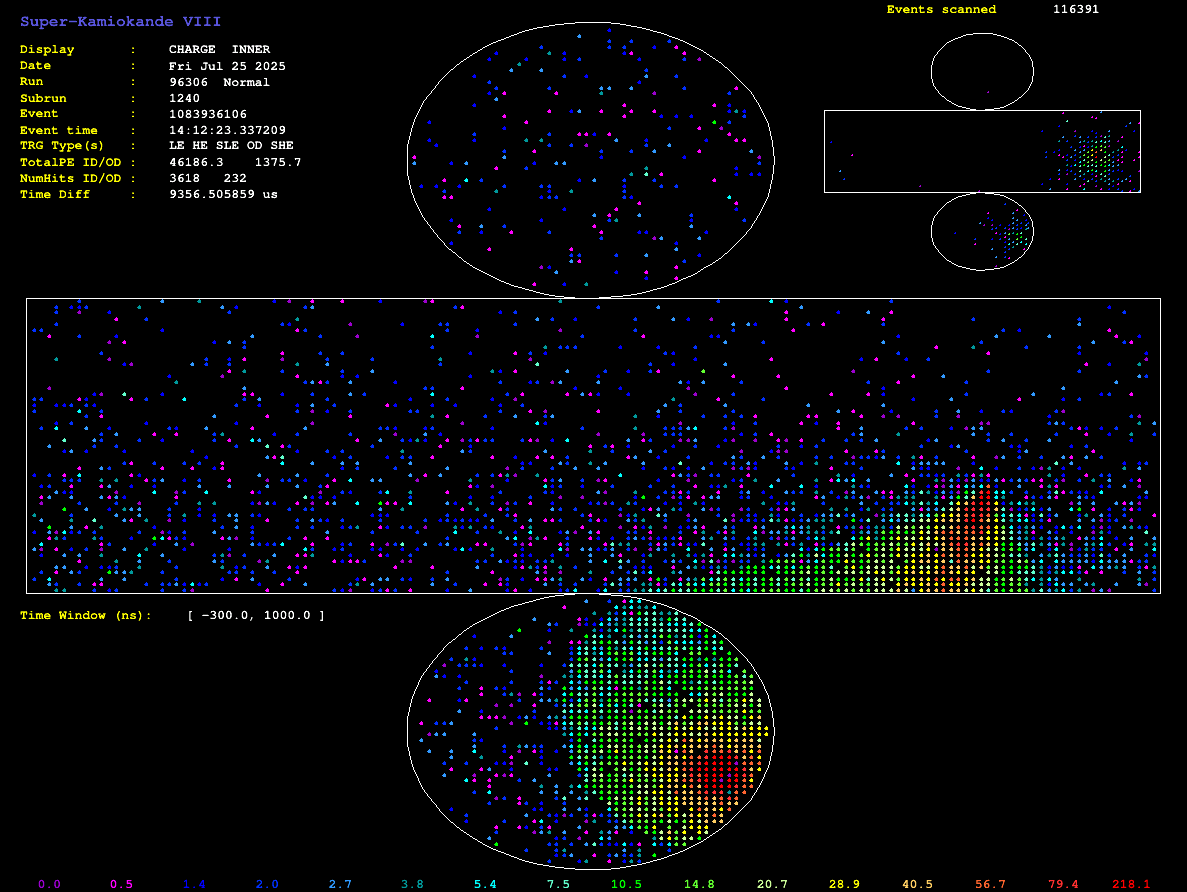 Super-Kamiokande VIII
Display : CHARGE INNER
Date : Fri Jul 25 2025
Run : 96306 Normal
Subrun : 1240
Event : 1083936106
Event time : 14:12:23.337209
TRG Type(s) : LE HE SLE OD SHE
TotalPE ID/OD : 46186.3 1375.7
NumHits ID/OD : 3618 232
Time Diff : 9356.505859 us
Events scanned 116391
Time Window (ns): [ -300.0, 1000.0 ]
0.0 0.5 1.4 2.0 2.7 3.8 5.4 7.5 10.5 14.8 20.7 28.9 40.5 56.7 79.4 218.1